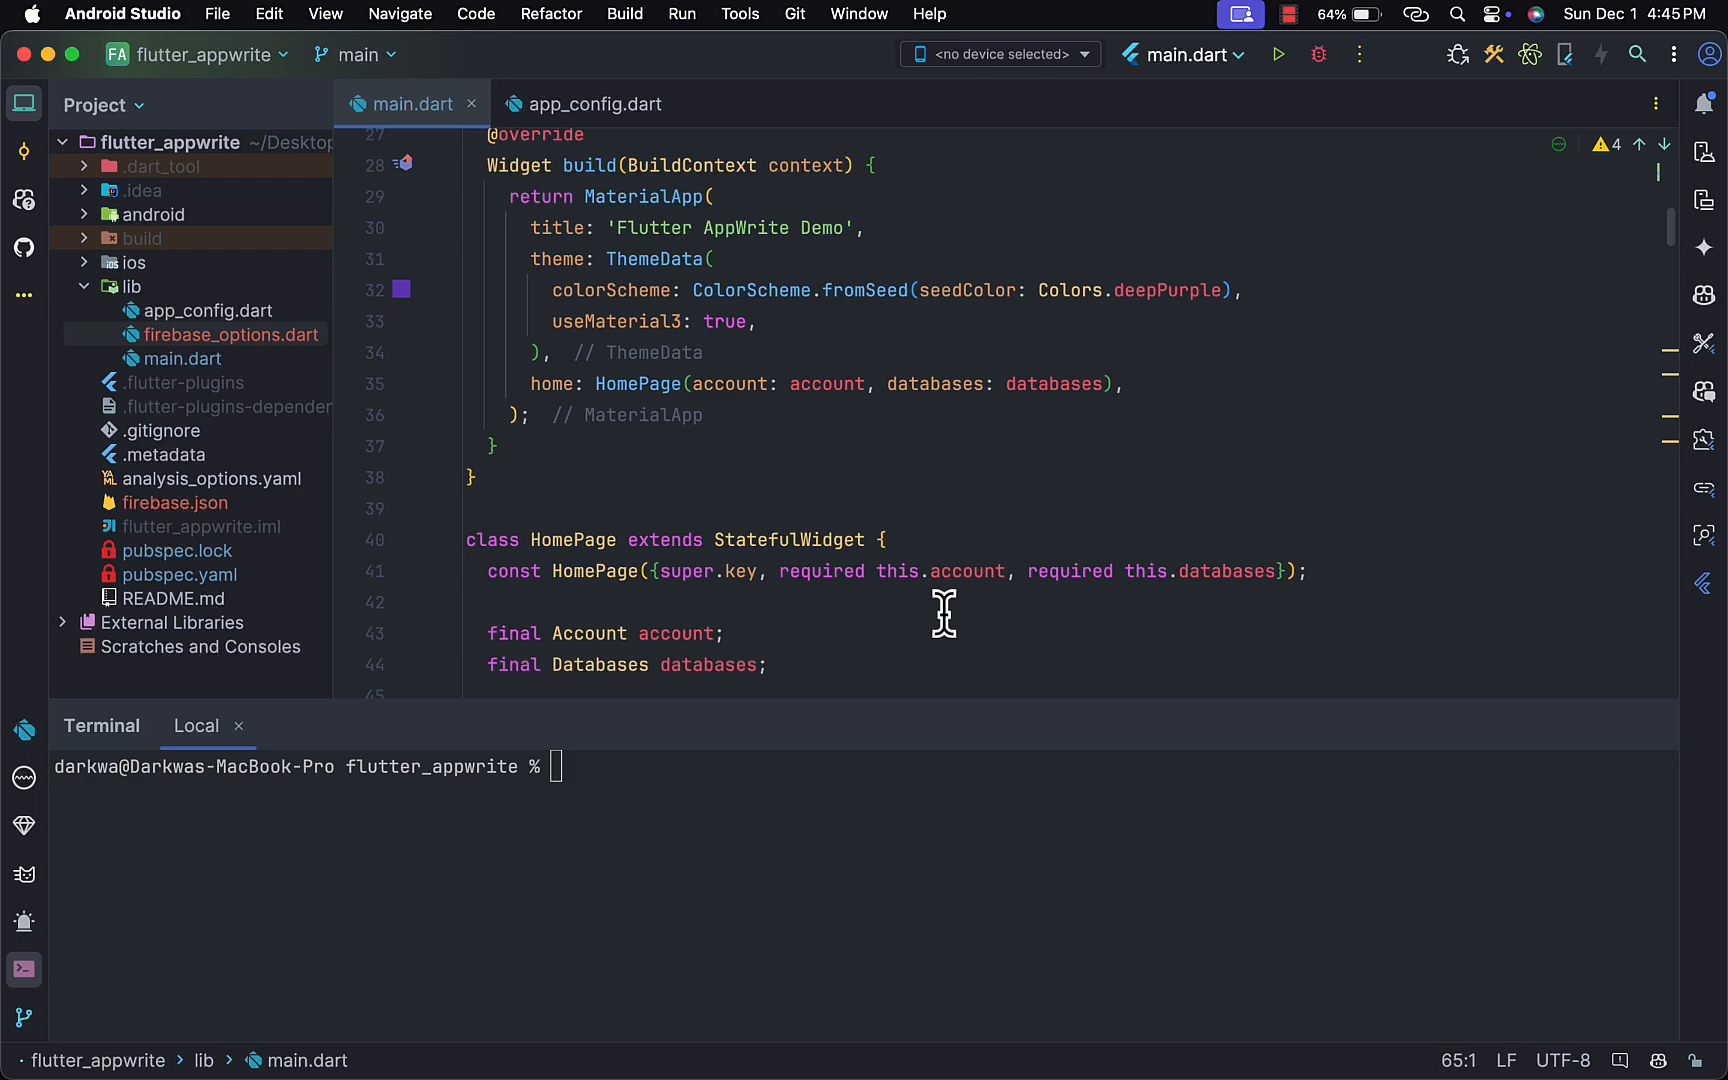 Android Studio File Edit View Navigate Code Refactor Build Run Tools Git Window Help 64% Sun Dec 1 4:45 PM
FA flutter_appwrite main <no device selected> main.dart
Project main.dart app_config.dart
flutter_appwrite ~/Desktop
.dart_tool
.idea
android
build
ios
lib
app_config.dart
firebase_options.dart
main.dart
.flutter-plugins
.flutter-plugins-depender
.gitignore
.metadata
analysis_options.yaml
firebase.json
flutter_appwrite.iml
pubspec.lock
pubspec.yaml
README.md
External Libraries
Scratches and Consoles
4
27 @override
28 Widget build(BuildContext context) {
29 return MaterialApp(
30 title: 'Flutter AppWrite Demo',
31 theme: ThemeData(
32 colorScheme: ColorScheme.fromSeed(seedColor: Colors.deepPurple),
33 useMaterial3: true,
34 ), // ThemeData
35 home: HomePage(account: account, databases: databases),
36 ); // MaterialApp
37 }
38 }
39
40 class HomePage extends StatefulWidget {
41 const HomePage({super.key, required this.account, required this.databases});
42
43 final Account account;
44 final Databases databases;
45
Terminal Local
darkwa@Darkwas-MacBook-Pro flutter_appwrite %
flutter_appwrite > lib > main.dart 65:1 LF UTF-8